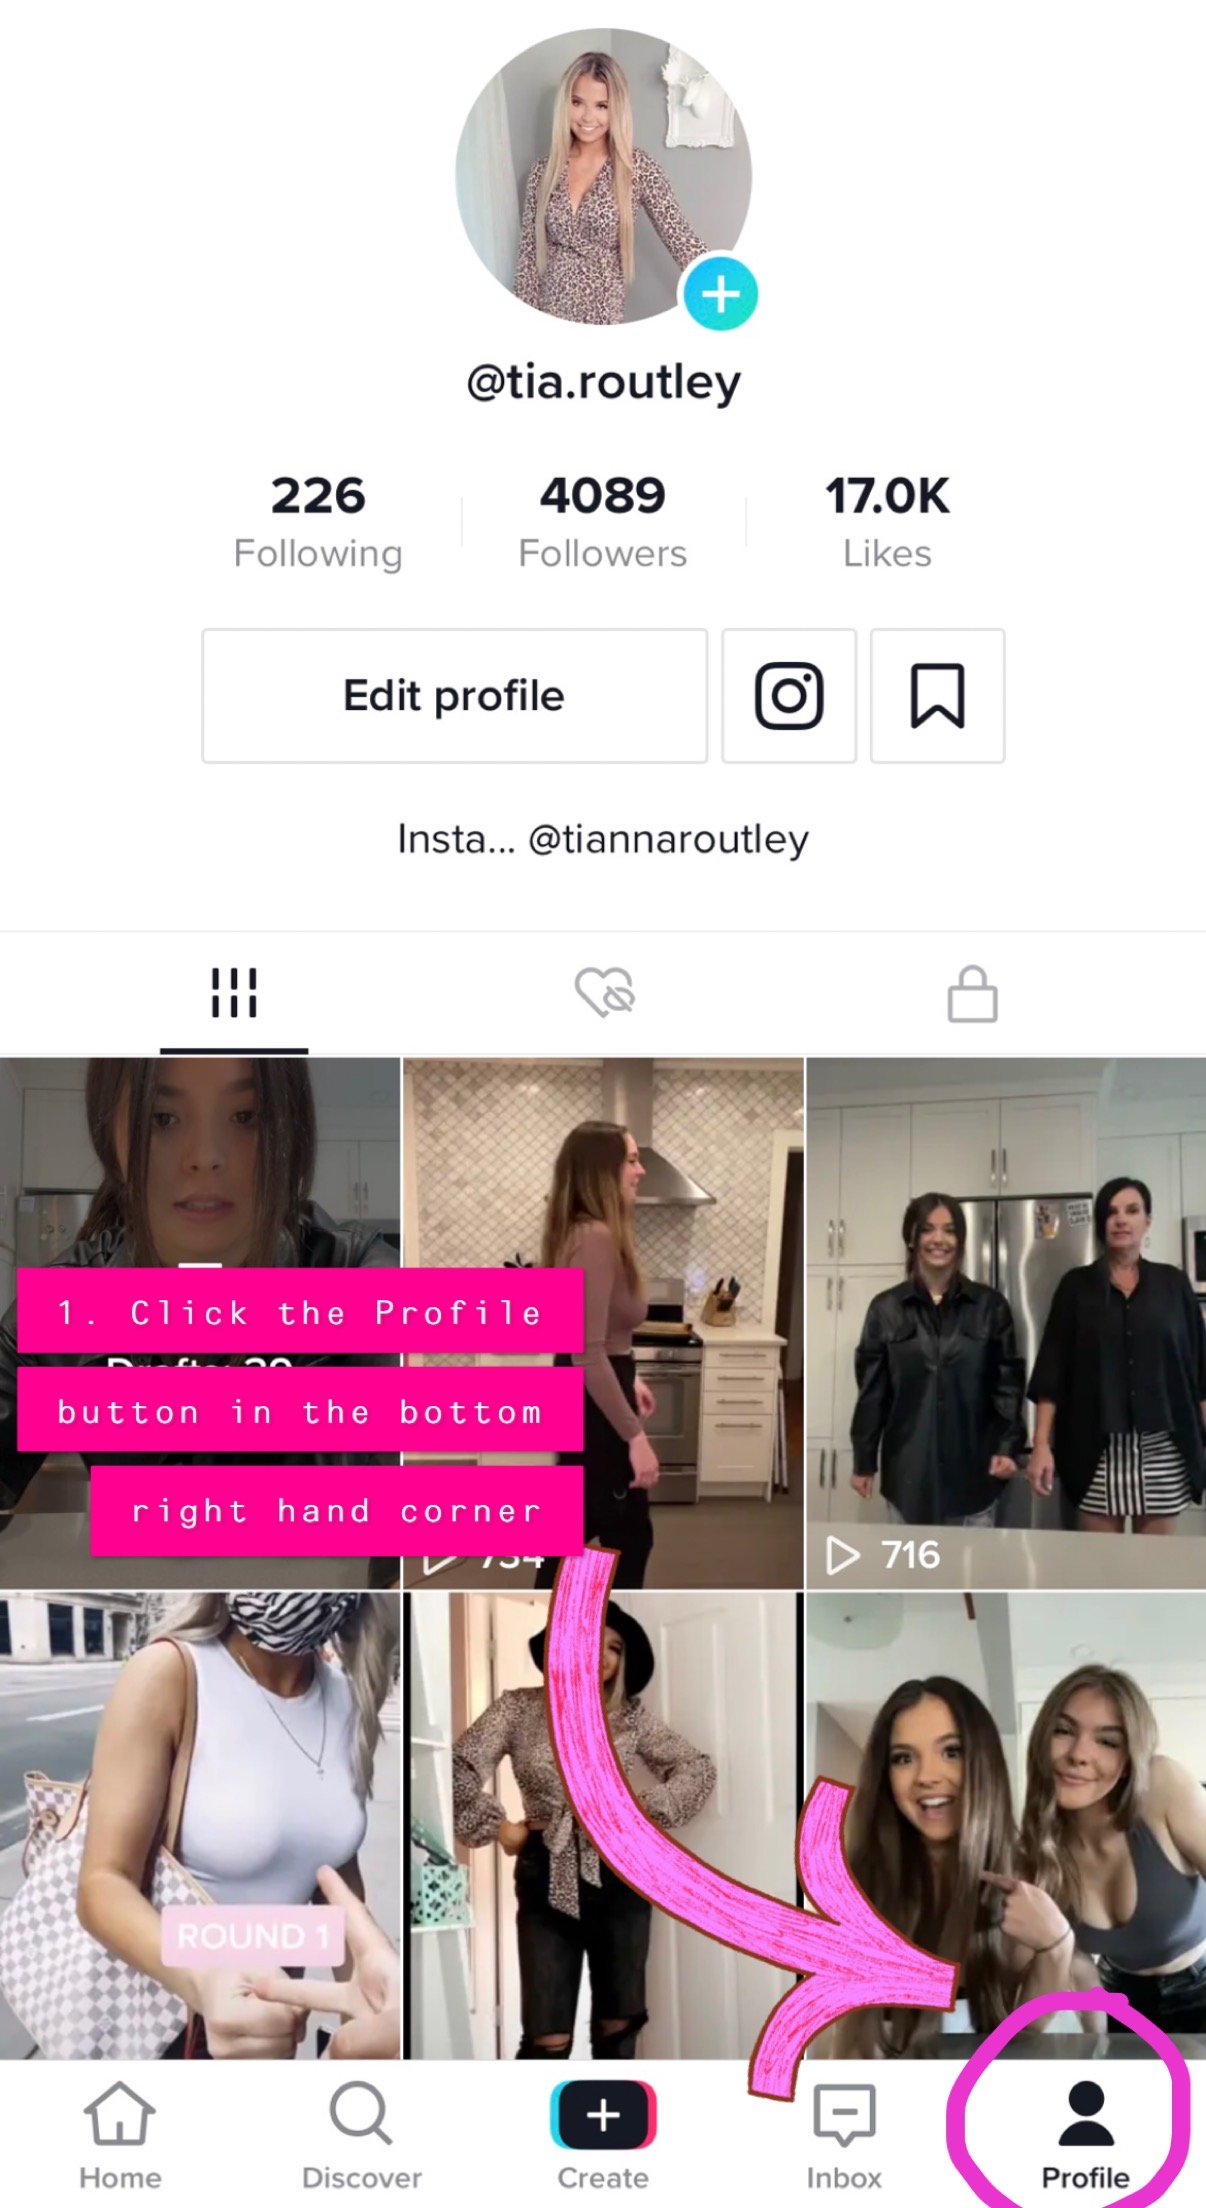 @tia.routley
226 4089 17.0K
Following Followers Likes
Edit profile
Insta... @tiannaroutley
1. Click the Profile
button in the bottom
right hand corner
716
ROUND 1
Home Discover Create Inbox Profile